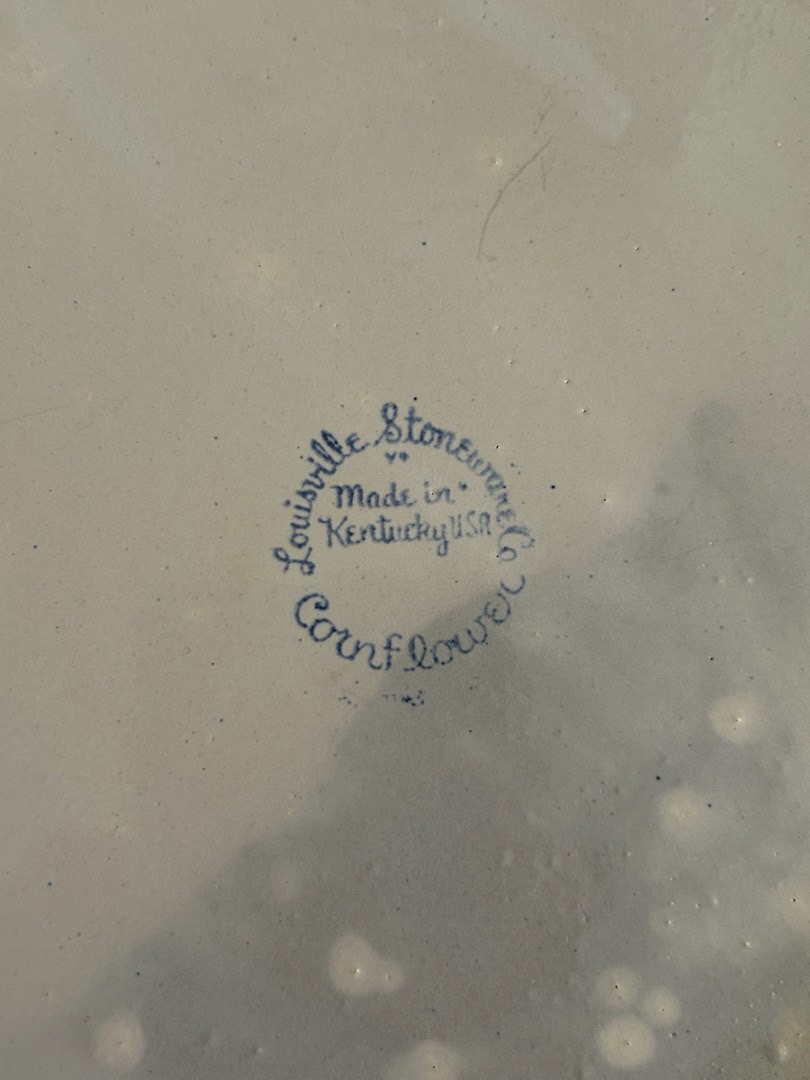 Louisville Stoneware Co
Made in
Kentucky USA
Cornflower